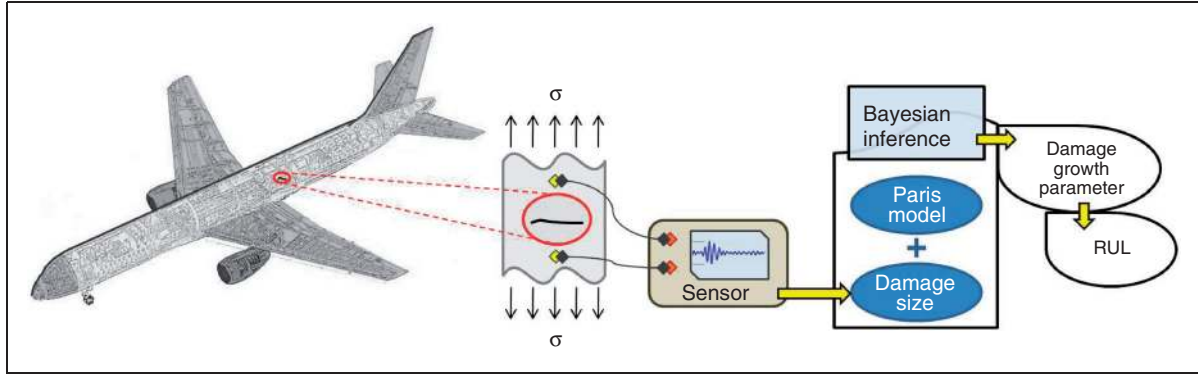 σ
σ
Sensor
Bayesian
inference
Paris
model
+
Damage
size
Damage
growth
parameter
RUL